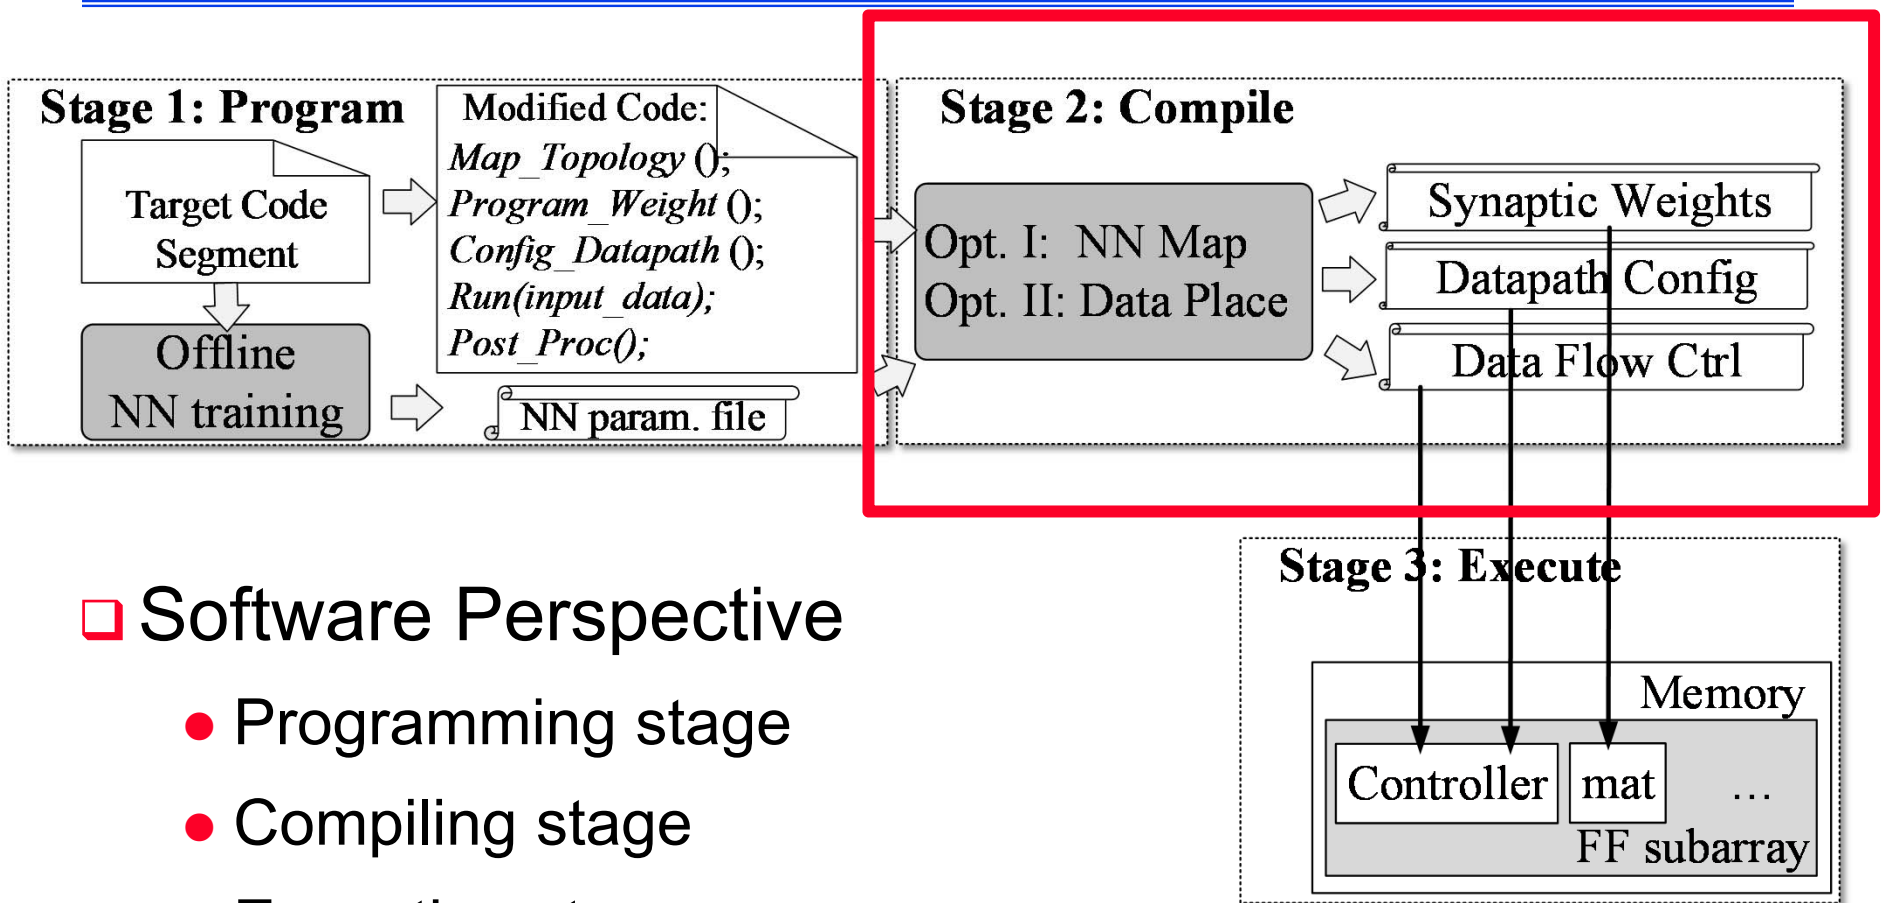 Stage 1: Program
Target Code
Segment
Offline
NN training
Modified Code:
Map_Topology ();
Program_Weight ();
Config_Datapath ();
Run(input_data);
Post_Proc();
NN param. file
Stage 2: Compile
Opt. I: NN Map
Opt. II: Data Place
Synaptic Weights
Datapath Config
Data Flow Ctrl
Stage 3: Execute
Memory
Controller
mat
...
FF subarray
Software Perspective
Programming stage
Compiling stage